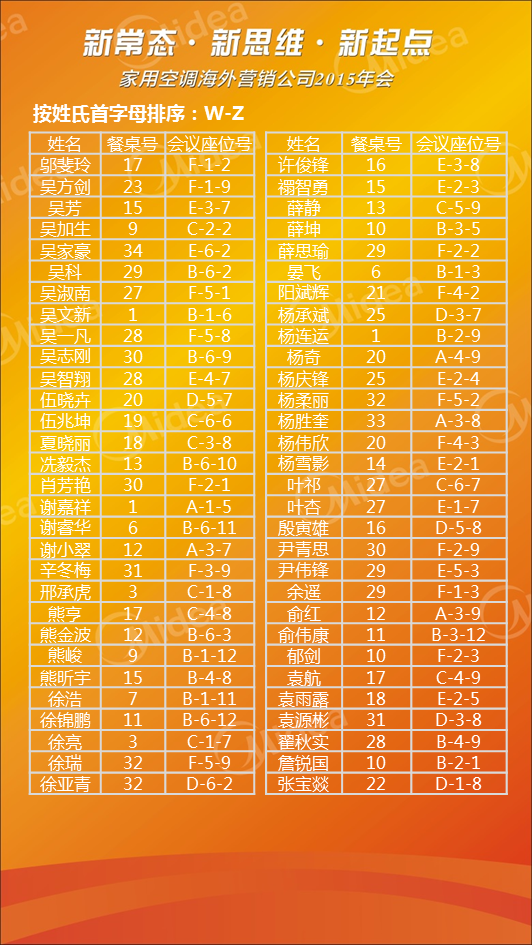 新常态·新思维·新起点
家用空调海外营销公司2015年会
按姓氏首字母排序：W-Z
姓名 餐桌号 会议座位号 姓名 餐桌号 会议座位号
邬斐玲 17 F-1-2 许俊锋 16 E-3-8
吴方剑 23 F-1-9 禤智勇 15 E-2-3
吴芳 15 E-3-7 薛静 13 C-5-9
吴加生 9 C-2-2 薛坤 10 B-3-5
吴家豪 34 E-6-2 薛思瑜 29 F-2-2
吴科 29 B-6-2 晏飞 6 B-1-3
吴淑南 27 F-5-1 阳斌辉 21 F-4-2
吴文新 1 B-1-6 杨承斌 25 D-3-7
吴一凡 28 F-5-8 杨连运 1 B-2-9
吴志刚 30 B-6-9 杨奇 20 A-4-9
吴智翔 28 E-4-7 杨庆锋 25 E-2-4
伍晓卉 20 D-5-7 杨柔丽 32 F-5-2
伍兆坤 19 C-6-6 杨胜奎 33 A-3-8
夏晓丽 18 C-3-8 杨伟欣 20 F-4-3
冼毅杰 13 B-6-10 杨雪影 14 E-2-1
肖芳艳 30 F-2-1 叶祁 27 C-6-7
谢嘉祥 1 A-1-5 叶杏 27 E-1-7
谢睿华 6 B-6-11 殷寅雄 16 D-5-8
谢小翠 12 A-3-7 尹青思 30 F-2-9
辛冬梅 31 F-3-9 尹伟锋 29 E-5-3
邢承虎 3 C-1-8 余遥 29 F-1-3
熊亨 17 C-4-8 俞红 12 A-3-9
熊金波 12 B-6-3 俞伟康 11 B-3-12
熊峻 9 B-1-12 郁剑 10 F-2-3
熊昕宇 15 B-4-8 袁航 17 C-4-9
徐浩 7 B-1-11 袁雨露 18 E-2-5
徐锦鹏 11 B-6-12 袁源彬 31 D-3-8
徐亮 3 C-1-7 翟秋实 28 B-4-9
徐瑞 32 F-5-9 詹锐国 10 B-2-1
徐亚青 32 D-6-2 张宝燚 22 D-1-8